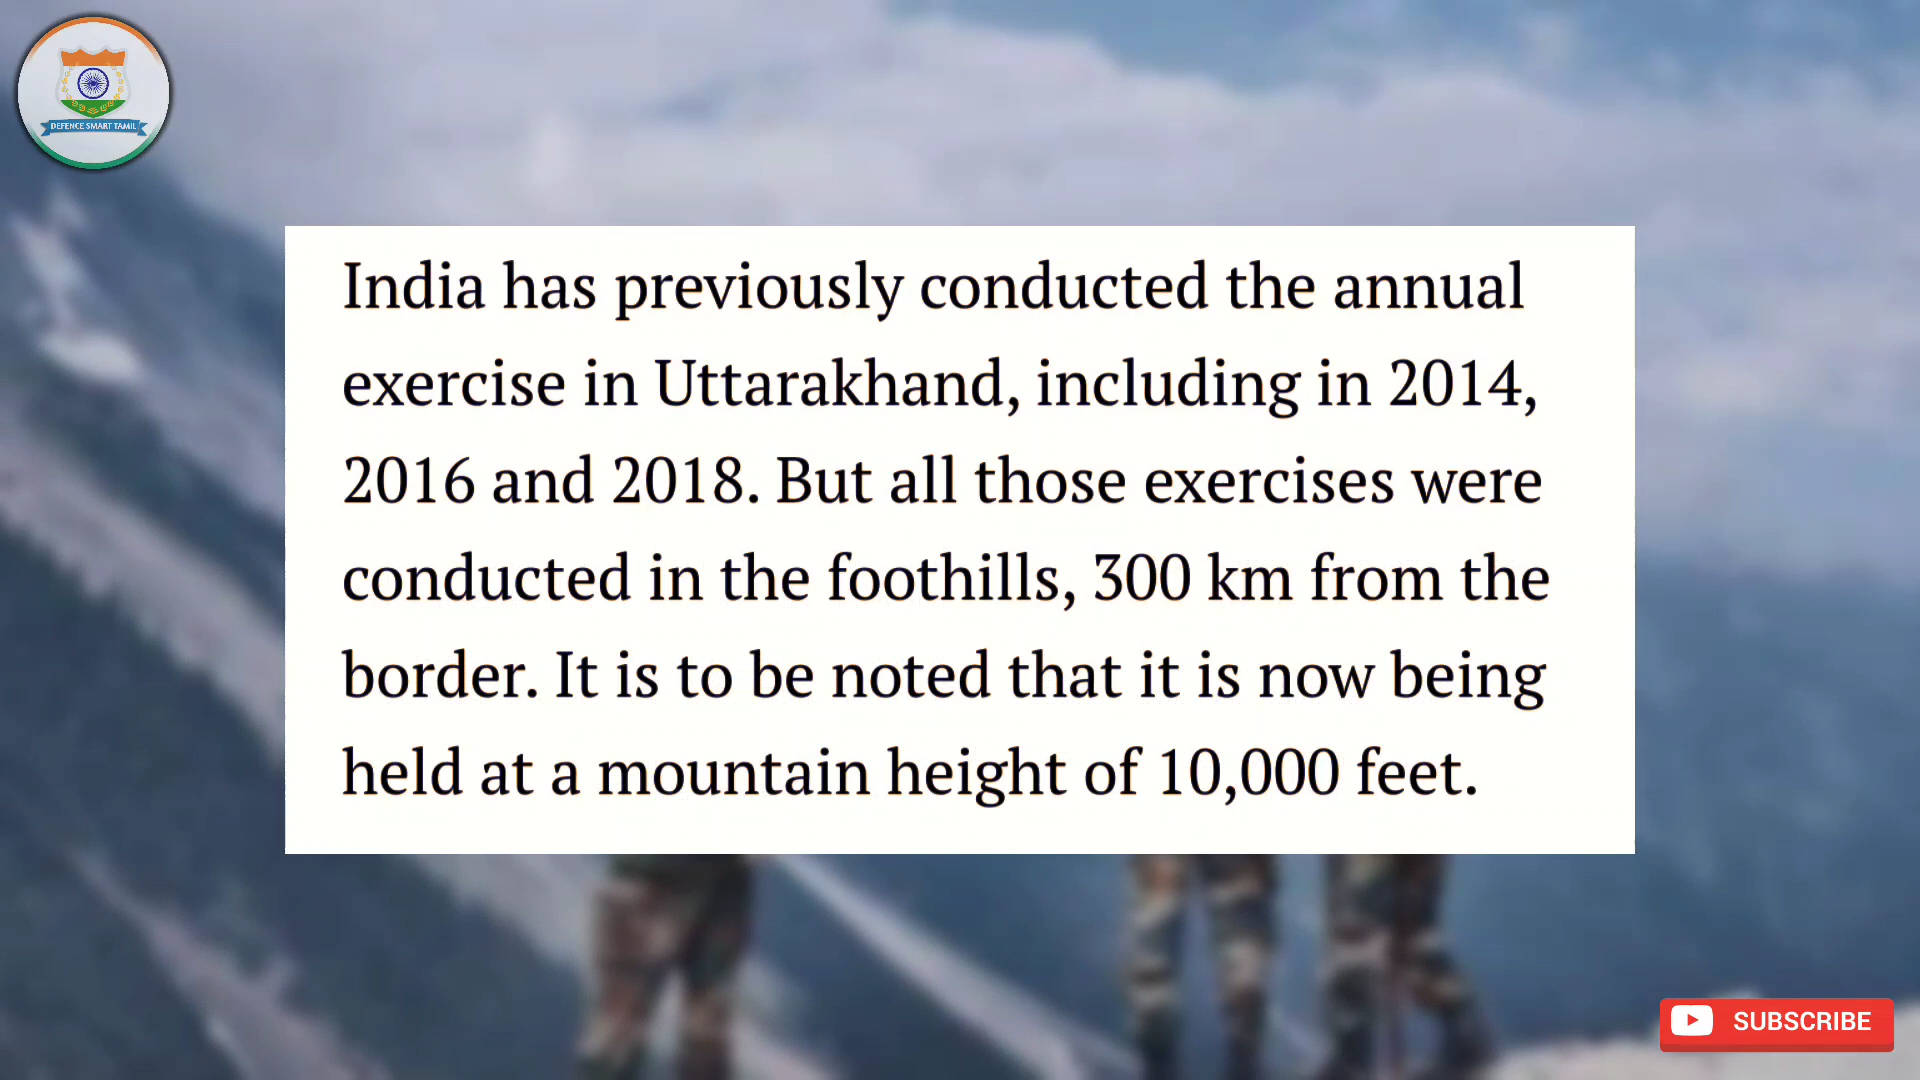 DEFENCE SMART TAMIL
India has previously conducted the annual
exercise in Uttarakhand, including in 2014,
2016 and 2018. But all those exercises were
conducted in the foothills, 300 km from the
border. It is to be noted that it is now being
held at a mountain height of 10,000 feet.
SUBSCRIBE